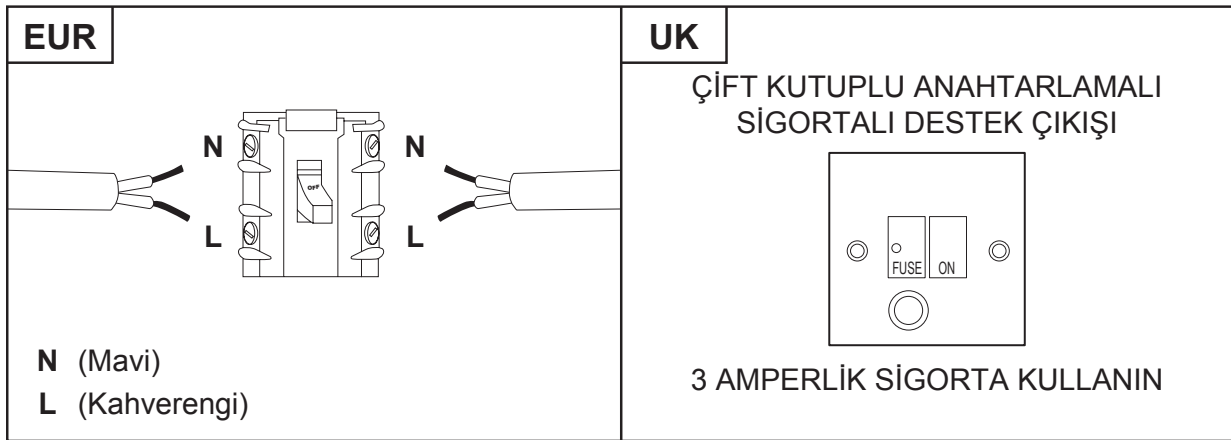 EUR
N
N
OFF
L
L
N (Mavi)
L (Kahverengi)
UK
ÇİFT KUTUPLU ANAHTARLAMALI
SİGORTALI DESTEK ÇIKIŞI
FUSE ON
3 AMPERLİK SİGORTA KULLANIN